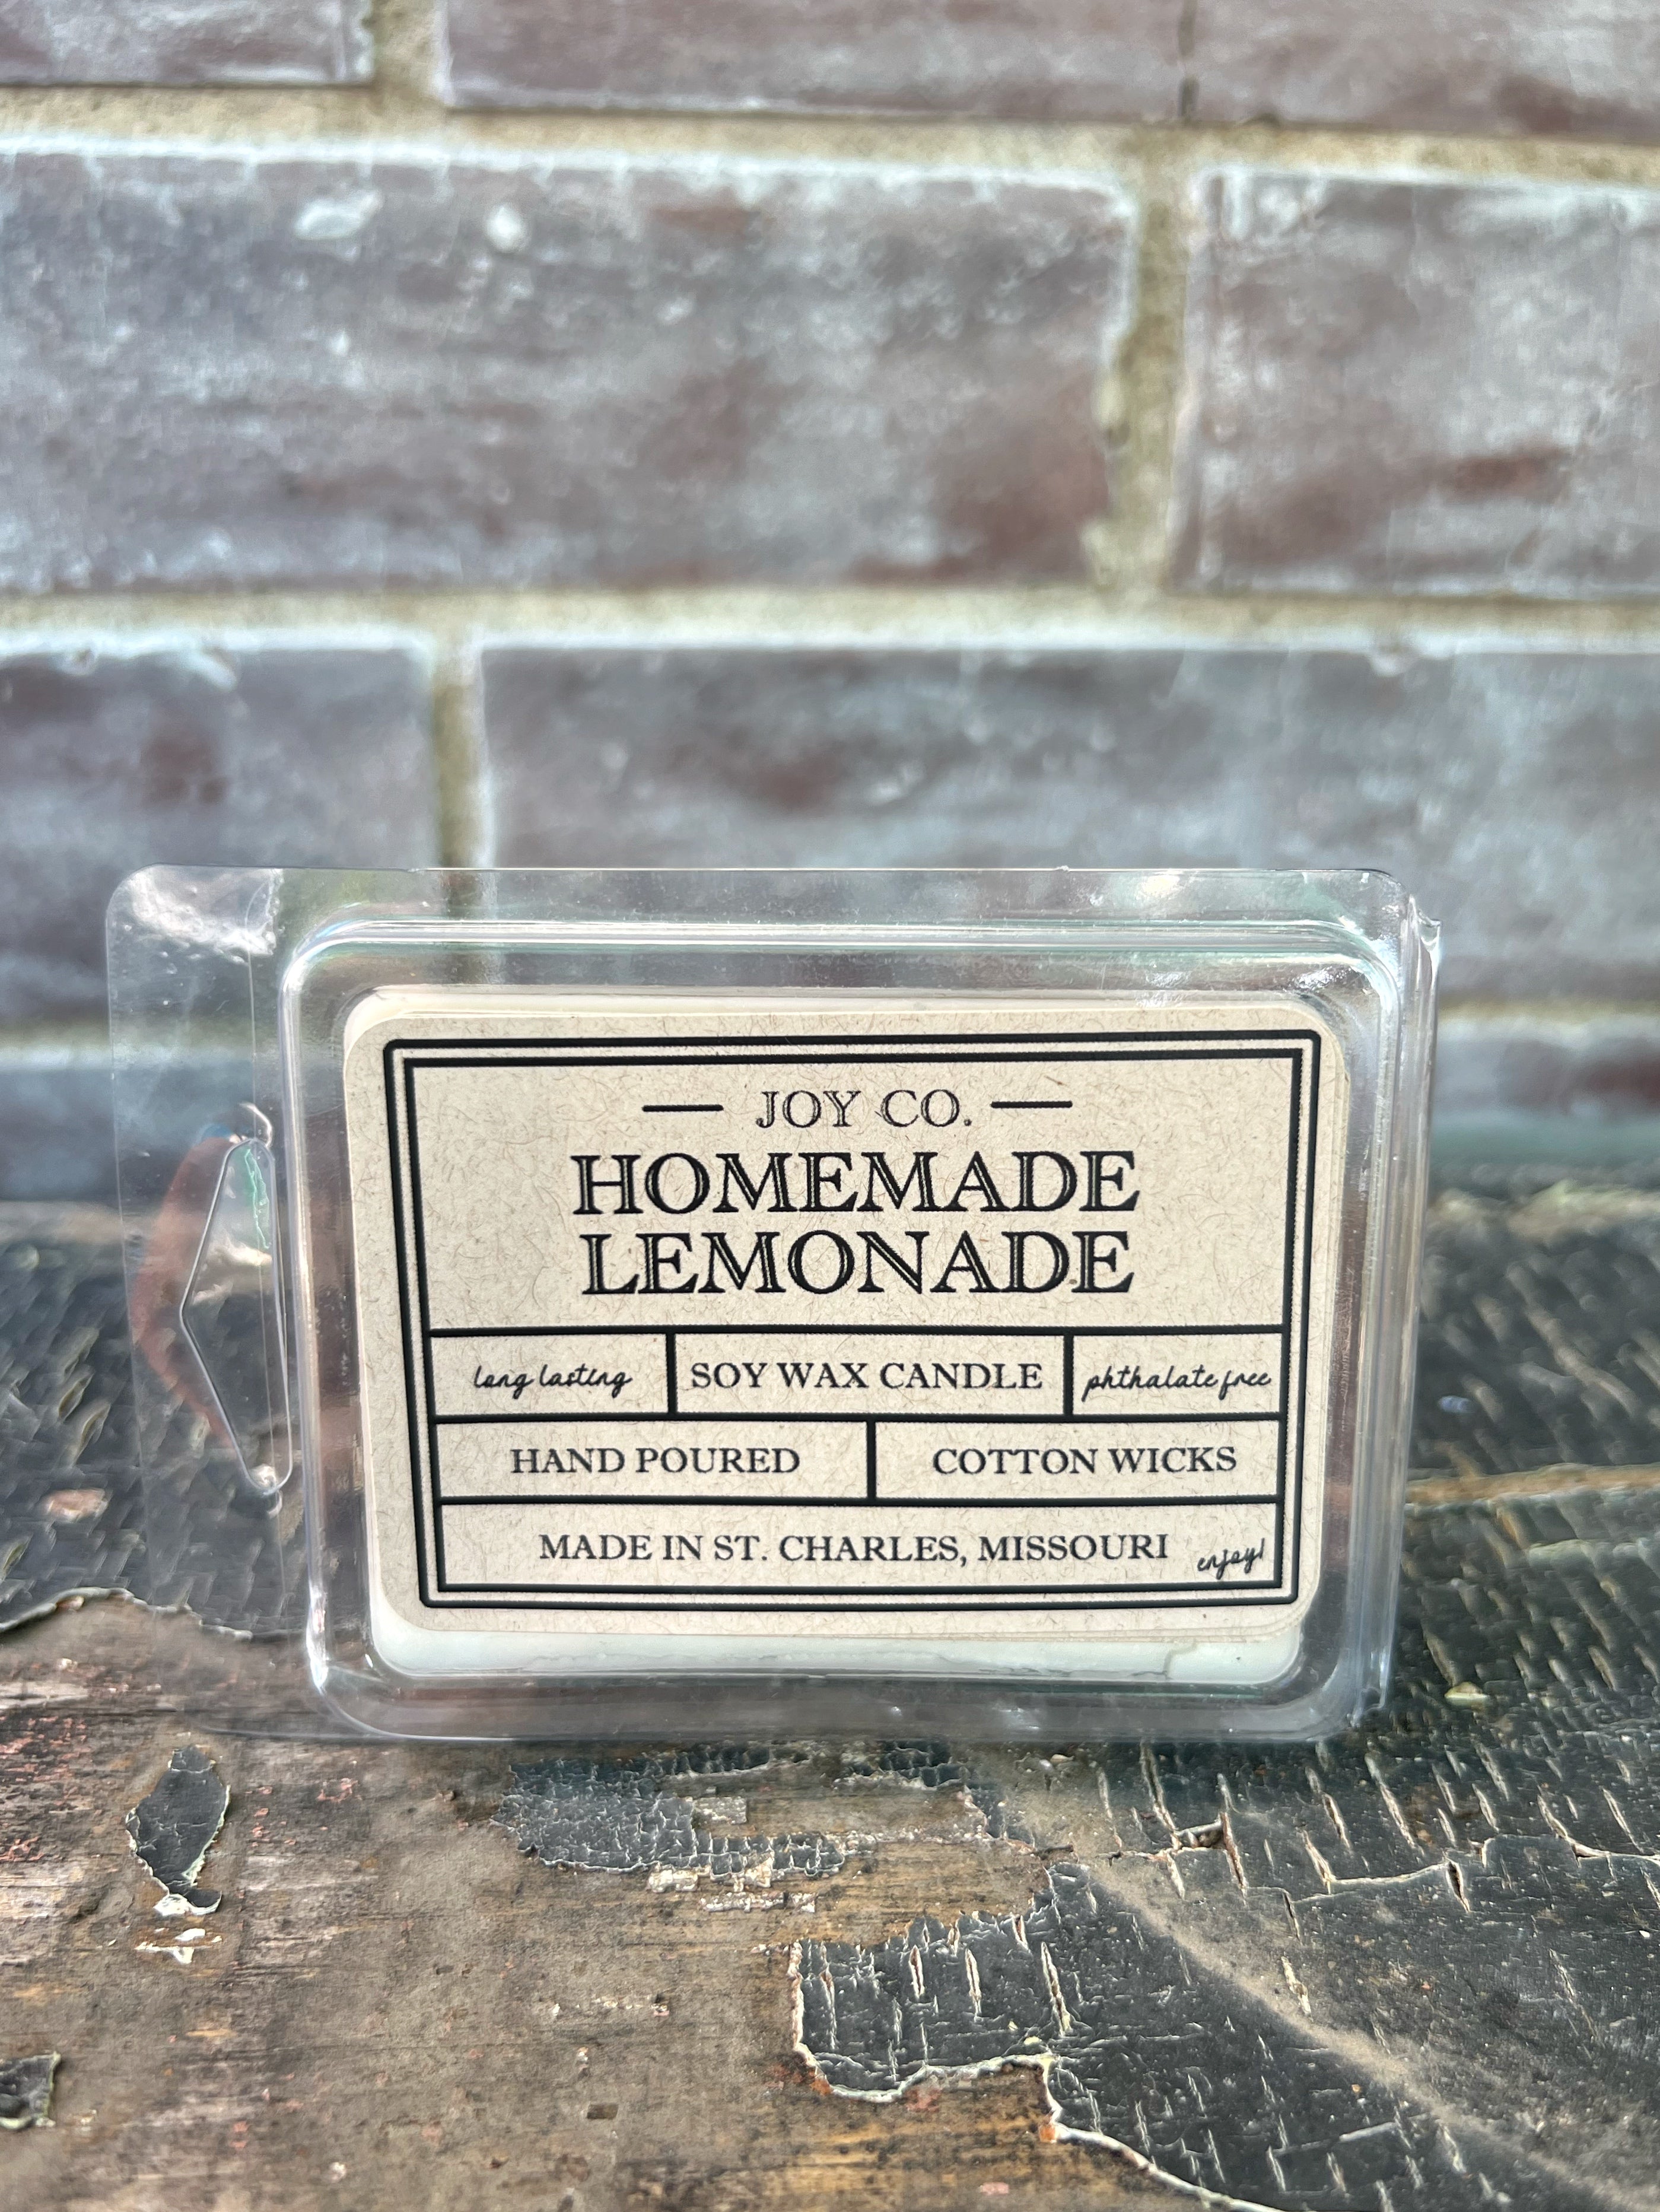 JOY CO.
HOMEMADE
LEMONADE
long lasting
SOY WAX CANDLE
phthalate free
HAND POURED
COTTON WICKS
MADE IN ST. CHARLES, MISSOURI
enjoy!